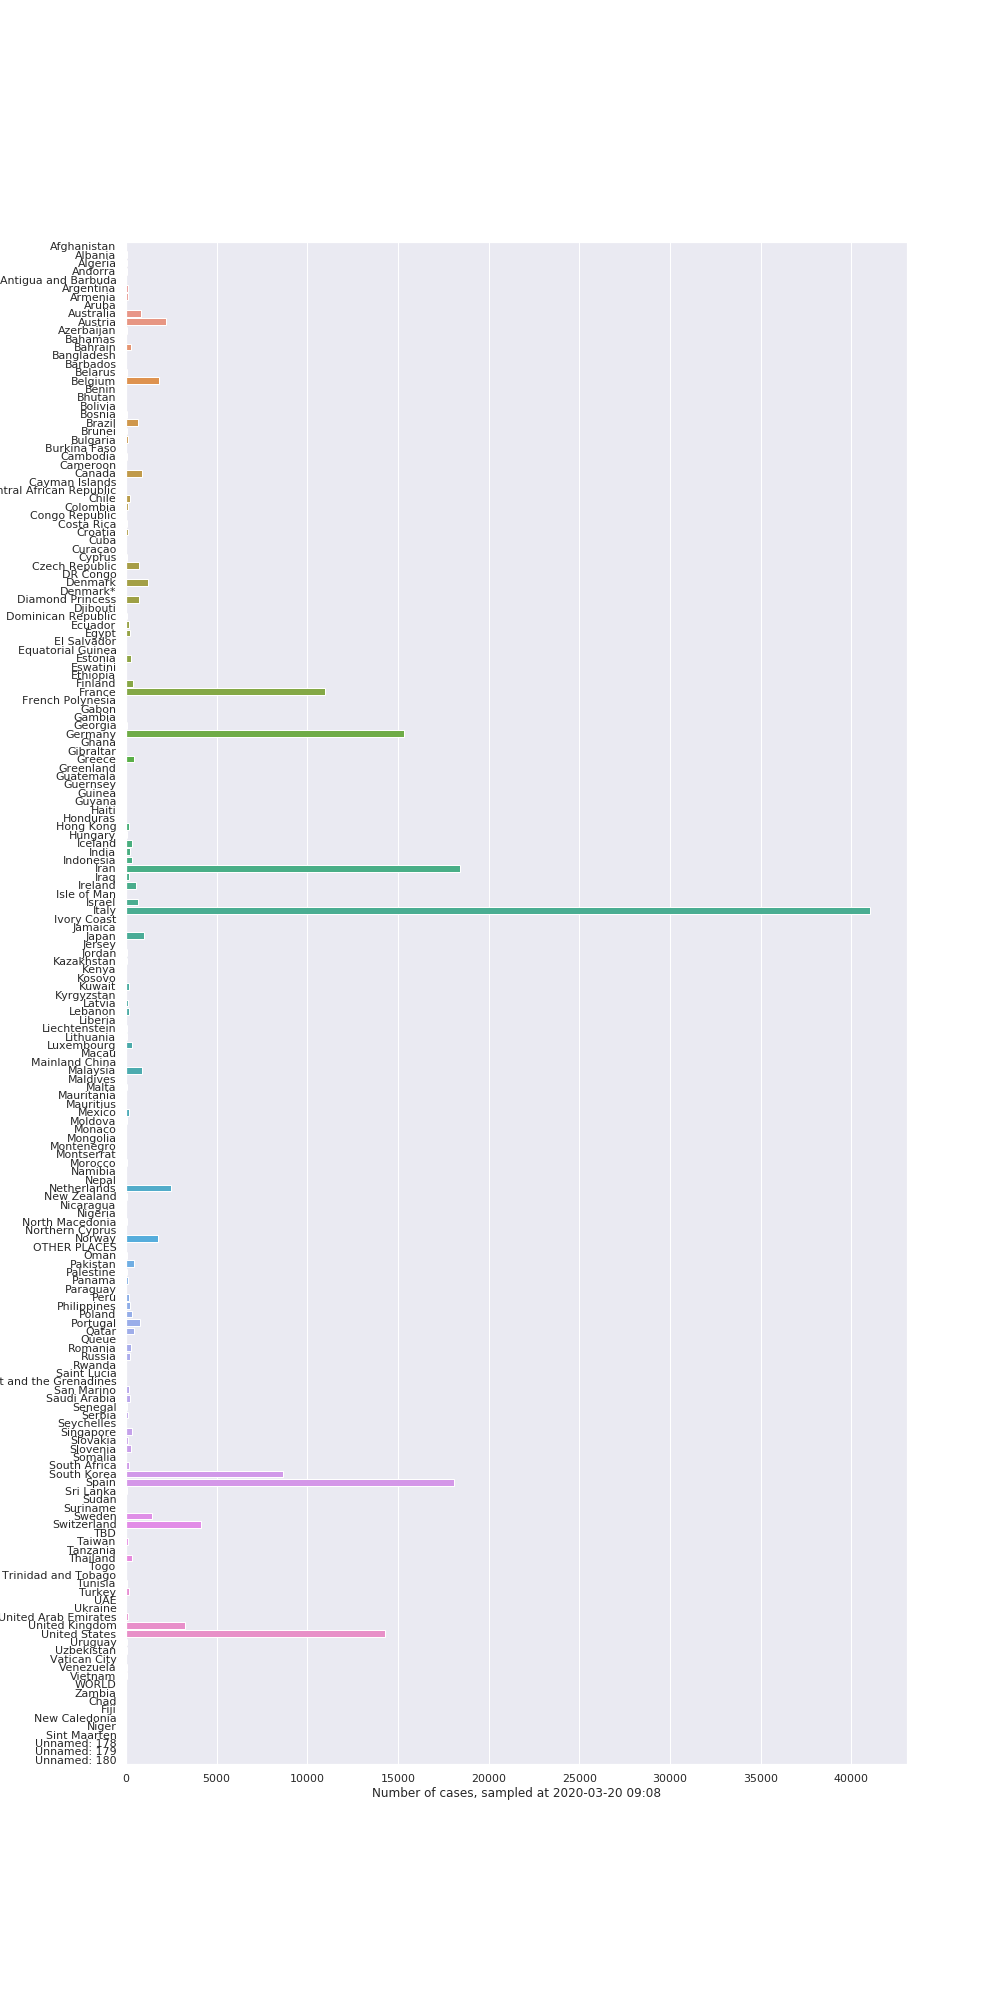 Afghanistan
Albania
Algeria
Andorra
Antigua and Barbuda
Argentina
Armenia
Aruba
Australia
Austria
Azerbaijan
Bahamas
Bahrain
Bangladesh
Barbados
Belarus
Belgium
Benin
Bhutan
Bolivia
Bosnia
Brazil
Brunei
Bulgaria
Burkina Faso
Cambodia
Cameroon
Canada
Cayman Islands
ntral African Republic
Chile
Colombia
Congo Republic
Costa Rica
Croatia
Cuba
Curaçao
Cyprus
Czech Republic
DR Congo
Denmark
Denmark*
Diamond Princess
Djibouti
Dominican Republic
Ecuador
Egypt
El Salvador
Equatorial Guinea
Estonia
Eswatini
Ethiopia
Finland
France
French Polynesia
Gabon
Gambia
Georgia
Germany
Ghana
Gibraltar
Greece
Greenland
Guatemala
Guernsey
Guinea
Guyana
Haiti
Honduras
Hong Kong
Hungary
Iceland
India
Indonesia
Iran
Iraq
Ireland
Isle of Man
Israel
Italy
Ivory Coast
Jamaica
Japan
Jersey
Jordan
Kazakhstan
Kenya
Kosovo
Kuwait
Kyrgyzstan
Latvia
Lebanon
Liberia
Liechtenstein
Lithuania
Luxembourg
Macau
Mainland China
Malaysia
Maldives
Malta
Mauritania
Mauritius
Mexico
Moldova
Monaco
Mongolia
Montenegro
Montserrat
Morocco
Namibia
Nepal
Netherlands
New Zealand
Nicaragua
Nigeria
North Macedonia
Northern Cyprus
Norway
OTHER PLACES
Oman
Pakistan
Palestine
Panama
Paraguay
Peru
Philippines
Poland
Portugal
Qatar
Queue
Romania
Russia
Rwanda
Saint Lucia
t and the Grenadines
San Marino
Saudi Arabia
Senegal
Serbia
Seychelles
Singapore
Slovakia
Slovenia
Somalia
South Africa
South Korea
Spain
Sri Lanka
Sudan
Suriname
Sweden
Switzerland
TBD
Taiwan
Tanzania
Thailand
Togo
Trinidad and Tobago
Tunisia
Turkey
UAE
Ukraine
United Arab Emirates
United Kingdom
United States
Uruguay
Uzbekistan
Vatican City
Venezuela
Vietnam
WORLD
Zambia
Chad
Fiji
New Caledonia
Niger
Sint Maarten
Unnamed: 178
Unnamed: 179
Unnamed: 180
0 5000 10000 15000 20000 25000 30000 35000 40000
Number of cases, sampled at 2020-03-20 09:08